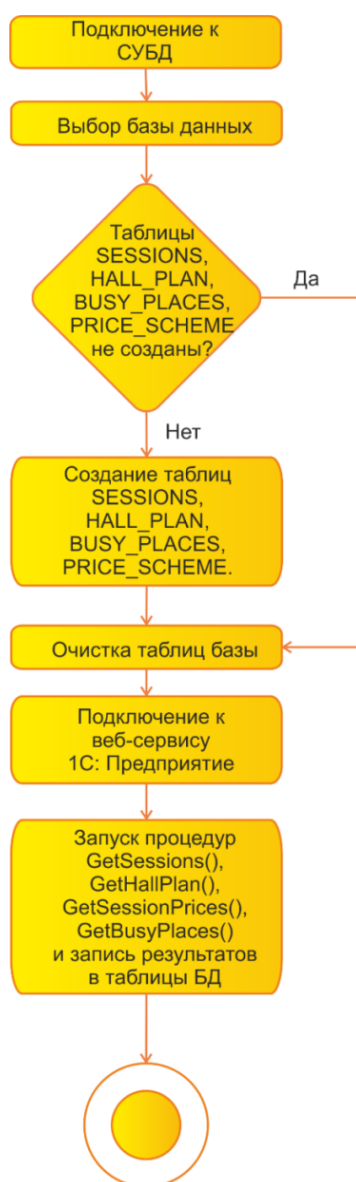 Подключение к
СУБД
Выбор базы данных
Таблицы
SESSIONS,
HALL_PLAN,
BUSY_PLACES,
PRICE_SCHEME
не созданы?
Да
Нет
Создание таблиц
SESSIONS,
HALL_PLAN,
BUSY_PLACES,
PRICE_SCHEME.
Очистка таблиц базы
Подключение к
веб-сервису
1С: Предприятие
Запуск процедур
GetSessions(),
GetHallPlan(),
GetSessionPrices(),
GetBusyPlaces()
и запись результатов
в таблицы БД